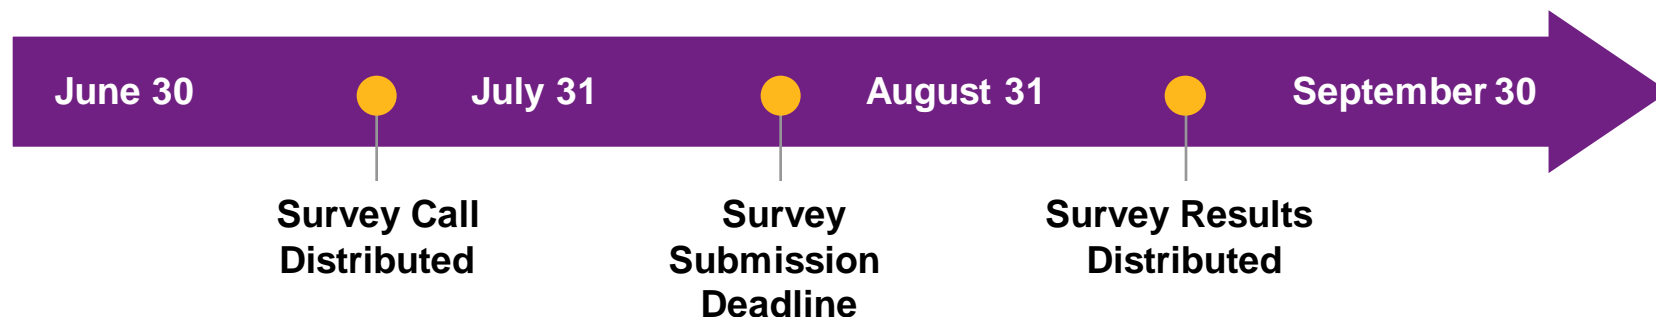 June 30 July 31 August 31 September 30
Survey Call
Distributed
Survey
Submission
Deadline
Survey Results
Distributed